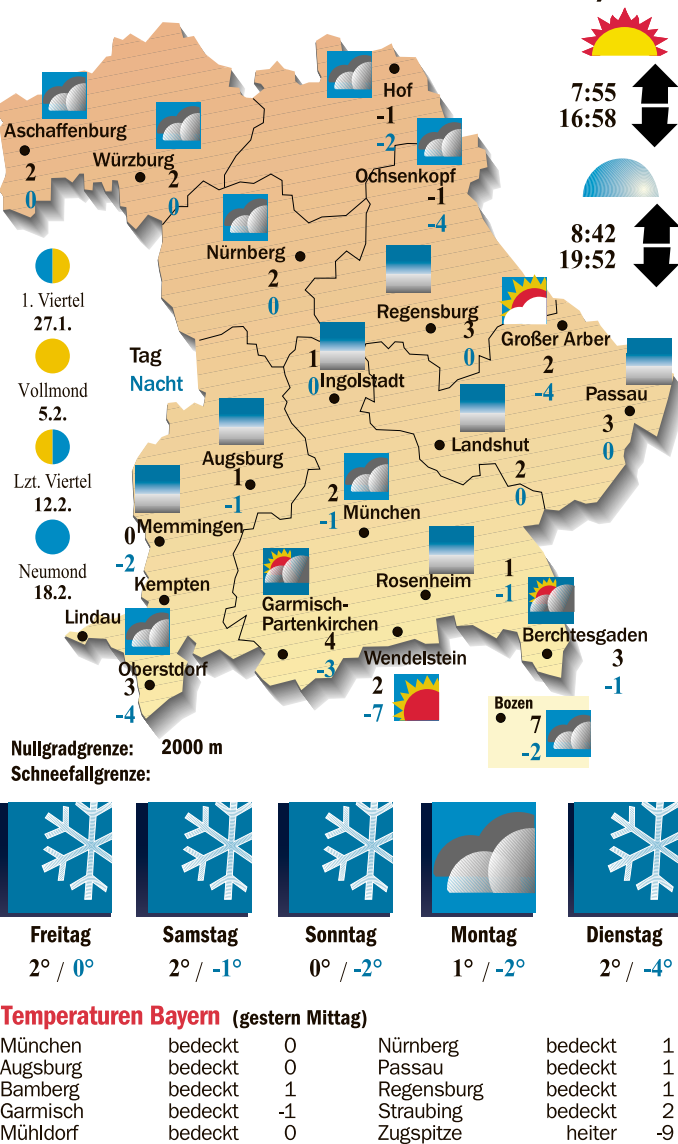 7:55
16:58
8:42
19:52
Hof
-1
-2
Aschaffenburg
2
0
Würzburg
2
0
Ochsenkopf
-1
-4
Nürnberg
2
0
1. Viertel
27.1.
Vollmond
5.2.
Lzt. Viertel
12.2.
Neumond
18.2.
Tag
Nacht
Regensburg
3
0
Großer Arber
2
-4
1
0
Ingolstadt
Passau
3
0
Landshut
2
0
Augsburg
1
-1
2
-1
München
0
-2
Memmingen
Kempten
Rosenheim
1
-1
Garmisch-
Partenkirchen
4
-3
Lindau
Oberstdorf
3
-4
Wendelstein
2
-7
Berchtesgaden
3
-1
Bozen
7
-2
Nullgradgrenze: 2000 m
Schneefallgrenze:
Freitag Samstag Sonntag Montag Dienstag
2° / 0° 2° / -1° 0° / -2° 1° / -2° 2° / -4°
Temperaturen Bayern (gestern Mittag)
München bedeckt 0 Nürnberg bedeckt 1
Augsburg bedeckt 0 Passau bedeckt 1
Bamberg bedeckt 1 Regensburg bedeckt 1
Garmisch bedeckt -1 Straubing bedeckt 2
Mühldorf bedeckt 0 Zugspitze heiter -9